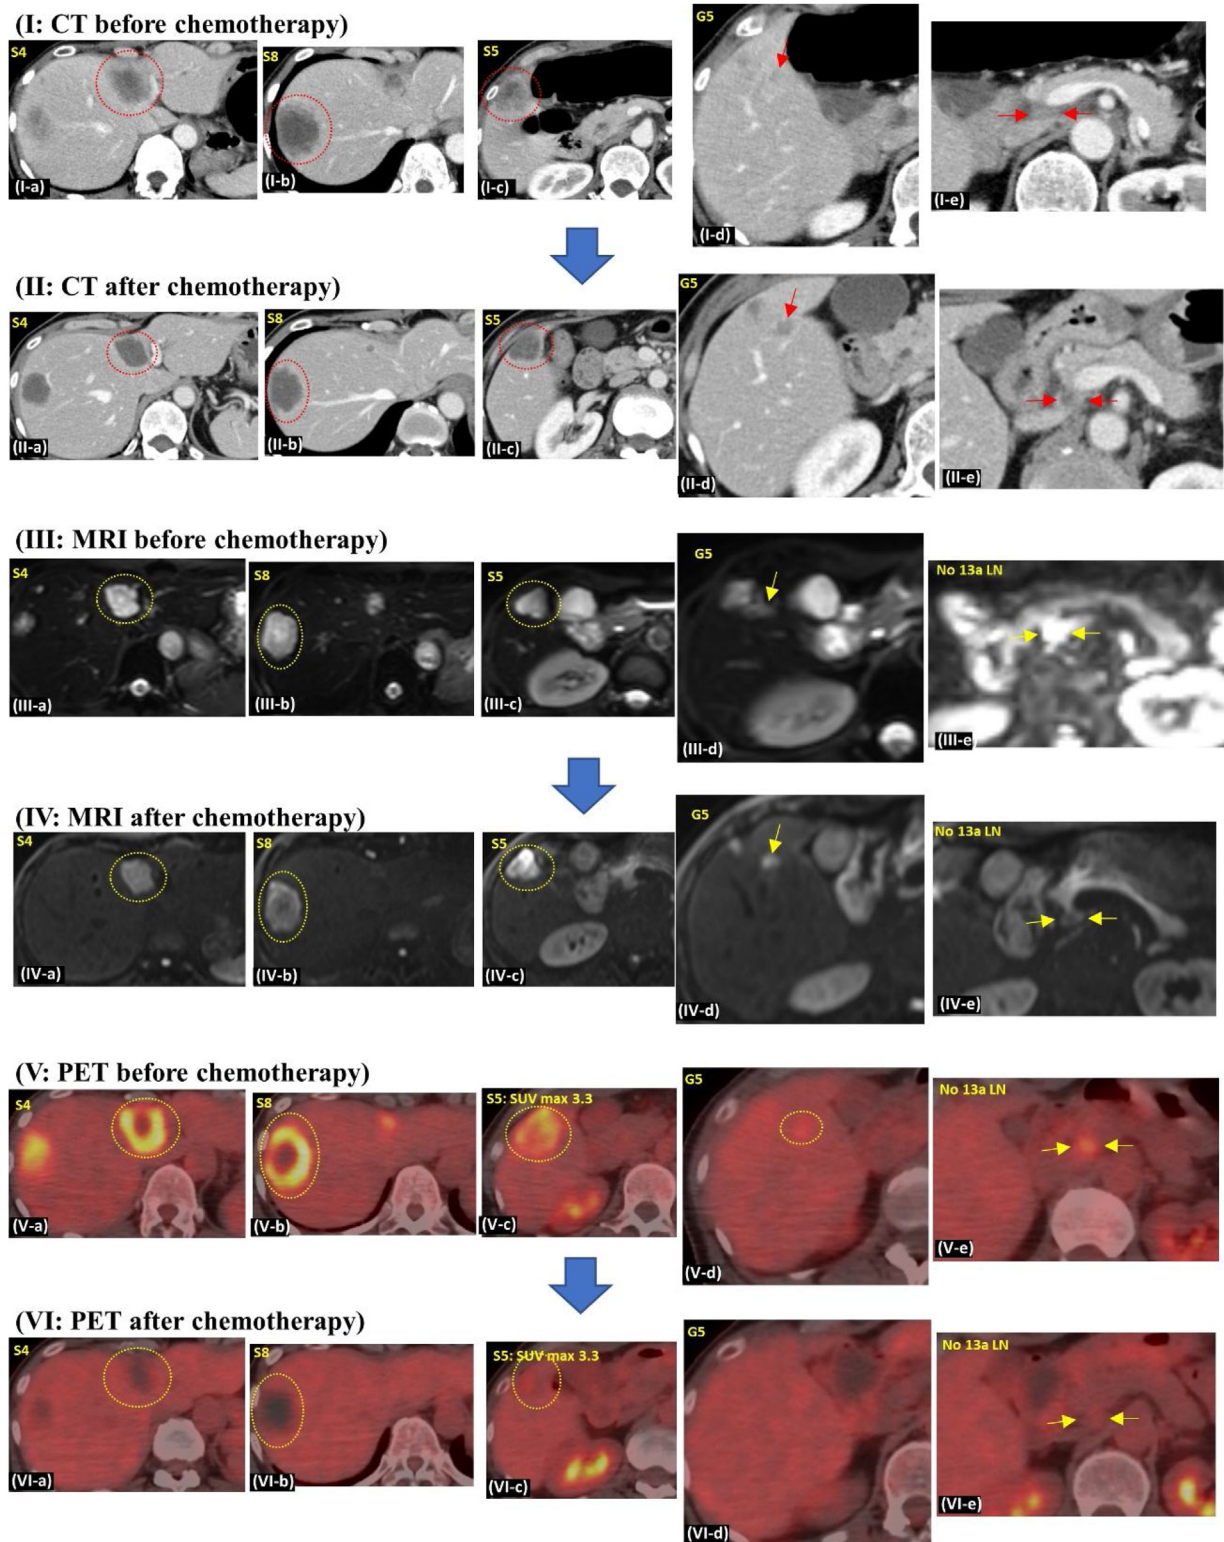 (I: CT before chemotherapy)
S4
S8
S5
G5
(I-a)
(I-b)
(I-c)
(I-d)
(I-e)
(II: CT after chemotherapy)
S4
S8
S5
G5
(II-a)
(II-b)
(II-c)
(II-d)
(II-e)
(III: MRI before chemotherapy)
S4
S8
S5
G5
No 13a LN
(III-a)
(III-b)
(III-c)
(III-d)
(III-e)
(IV: MRI after chemotherapy)
S4
S8
S5
G5
No 13a LN
(IV-a)
(IV-b)
(IV-c)
(IV-d)
(IV-e)
(V: PET before chemotherapy)
S4
S8
S5: SUV max 3.3
G5
No 13a LN
(V-a)
(V-b)
(V-c)
(V-d)
(V-e)
(VI: PET after chemotherapy)
S4
S8
S5: SUV max 3.3
G5
No 13a LN
(VI-a)
(VI-b)
(VI-c)
(VI-d)
(VI-e)